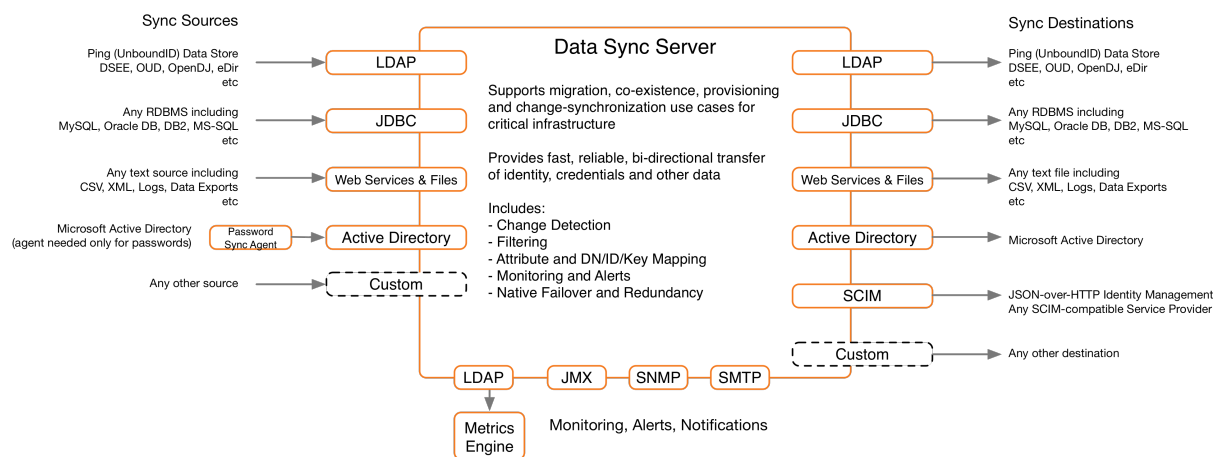 Sync Sources
Ping (UnboundID) Data Store
DSEE, OUD, OpenDJ, eDir
etc
Any RDBMS including
MySQL, Oracle DB, DB2, MS-SQL
etc
Any text source including
CSV, XML, Logs, Data Exports
etc
Microsoft Active Directory
(agent needed only for passwords)
Password
Sync Agent
Any other source
LDAP
JDBC
Web Services & Files
Active Directory
Custom
Data Sync Server
Supports migration, co-existence, provisioning
and change-synchronization use cases for
critical infrastructure
Provides fast, reliable, bi-directional transfer
of identity, credentials and other data
Includes:
- Change Detection
- Filtering
- Attribute and DN/ID/Key Mapping
- Monitoring and Alerts
- Native Failover and Redundancy
LDAP
JDBC
Web Services & Files
Active Directory
SCIM
Custom
Sync Destinations
Ping (UnboundID) Data Store
DSEE, OUD, OpenDJ, eDir
etc
Any RDBMS including
MySQL, Oracle DB, DB2, MS-SQL
etc
Any text file including
CSV, XML, Logs, Data Exports
etc
Microsoft Active Directory
JSON-over-HTTP Identity Management
Any SCIM-compatible Service Provider
Any other destination
LDAP
JMX
SNMP
SMTP
Metrics
Engine
Monitoring, Alerts, Notifications